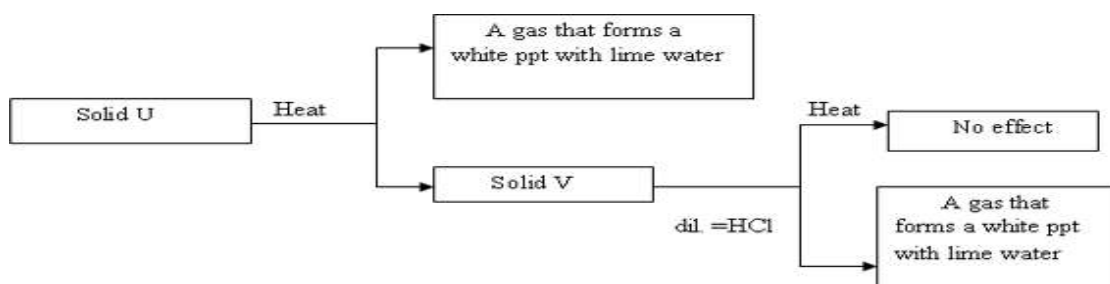 A gas that forms a
white ppt with lime water
Solid U
Heat
Heat
No effect
Solid V
dil. =HCl
A gas that
forms a white ppt
with lime water